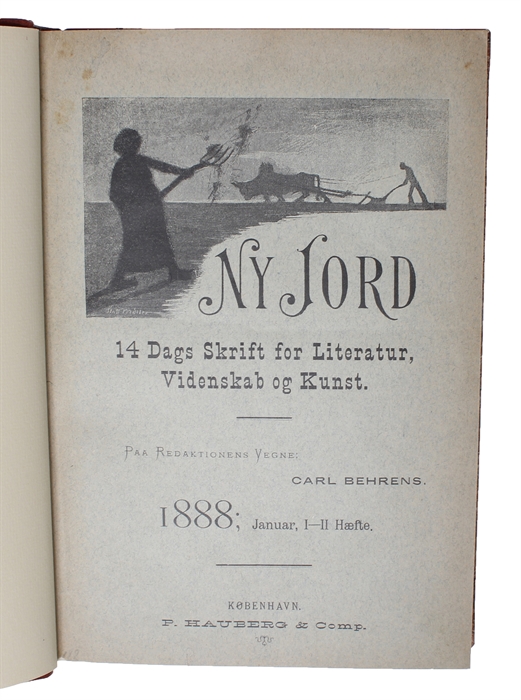 NY JORD
14 Dags Skrift for Literatur,
Videnskab og Kunst.
PAA REDAKTIONENS VEGNE:
CARL BEHRENS.
1888; Januar, I—II Hæfte.
KØBENHAVN.
P. HAUBERG & Comp.